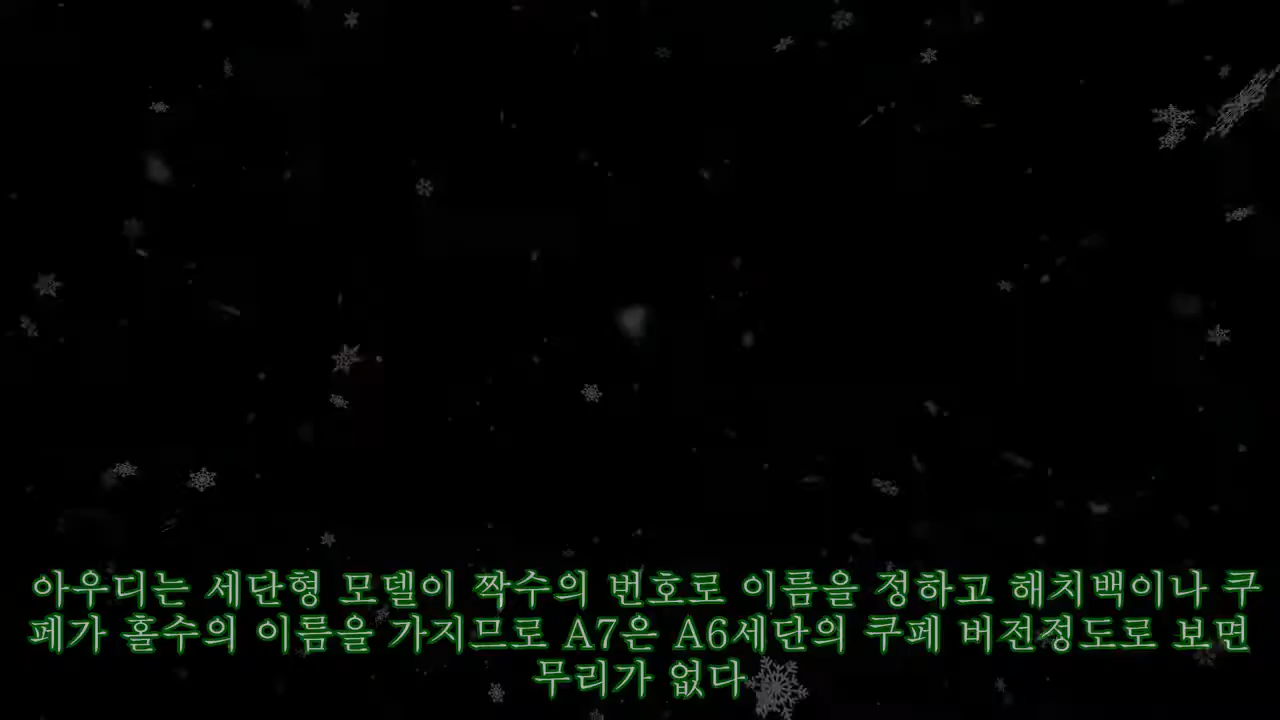 아우디는 세단형 모델이 짝수의 번호로 이름을 정하고 해치백이나 쿠
페가 홀수의 이름을 가지므로 A7은 A6세단의 쿠페 버전정도로 보면
무리가 없다